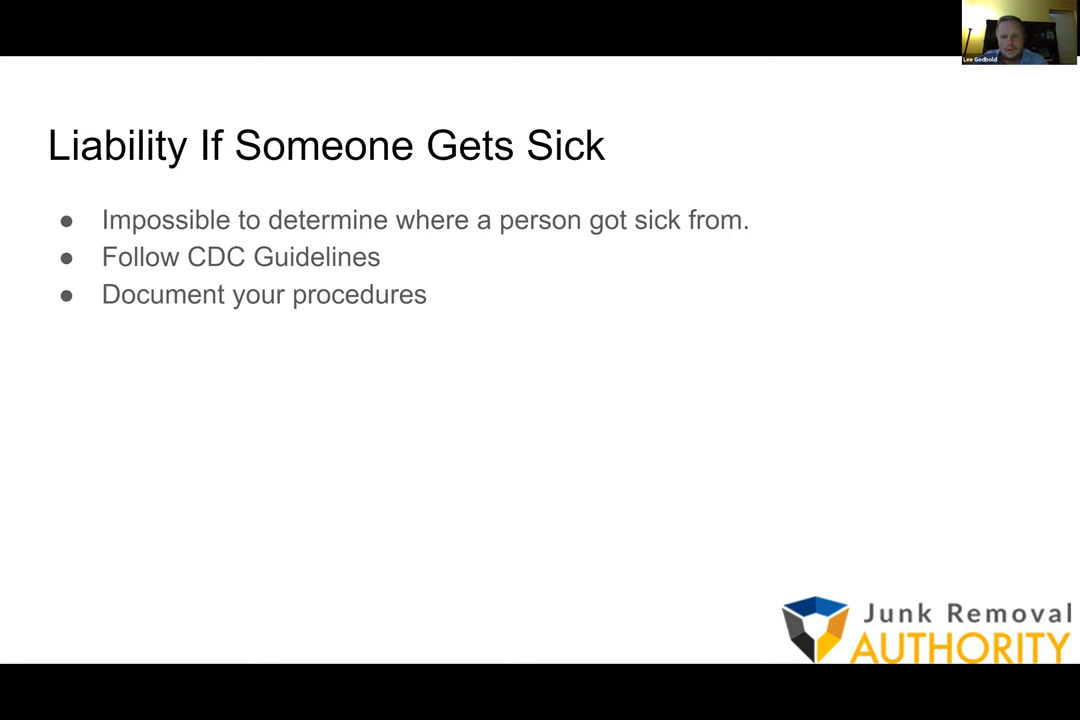 Lee Godbold
Liability If Someone Gets Sick
● Impossible to determine where a person got sick from.
● Follow CDC Guidelines
● Document your procedures
Junk Removal
AUTHORITY